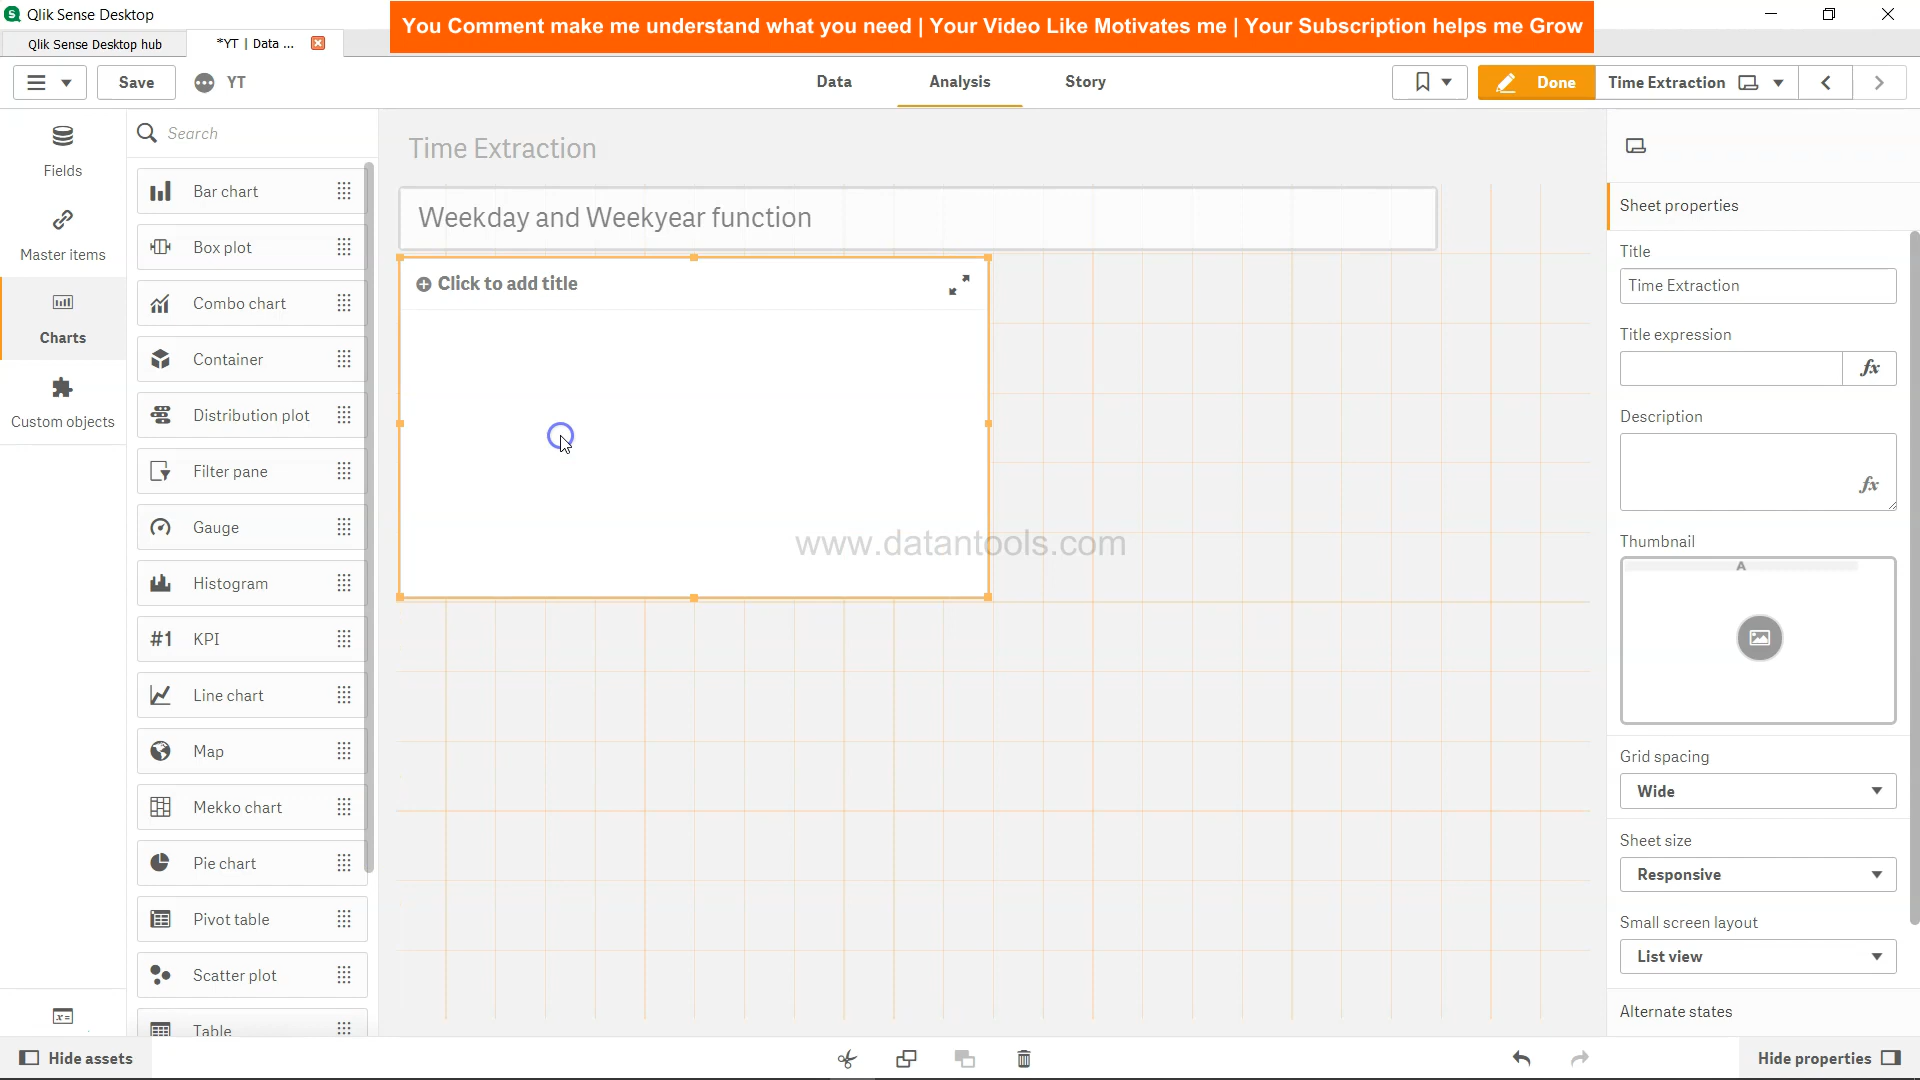 Qlik Sense Desktop
You Comment make me understand what you need | Your Video Like Motivates me | Your Subscription helps me Grow
Qlik Sense Desktop hub
*YT | Data ...
Save
YT
Data
Analysis
Story
Done
Time Extraction
Fields
Master items
Charts
Custom objects
Search
Bar chart
Box plot
Combo chart
Container
Distribution plot
Filter pane
Gauge
Histogram
#1 KPI
Line chart
Map
Mekko chart
Pie chart
Pivot table
Scatter plot
Table
Time Extraction
Weekday and Weekyear function
Click to add title
www.datantools.com
Sheet properties
Title
Time Extraction
Title expression
fx
Description
fx
Thumbnail
A
Grid spacing
Wide
Sheet size
Responsive
Small screen layout
List view
Alternate states
Hide assets
Hide properties